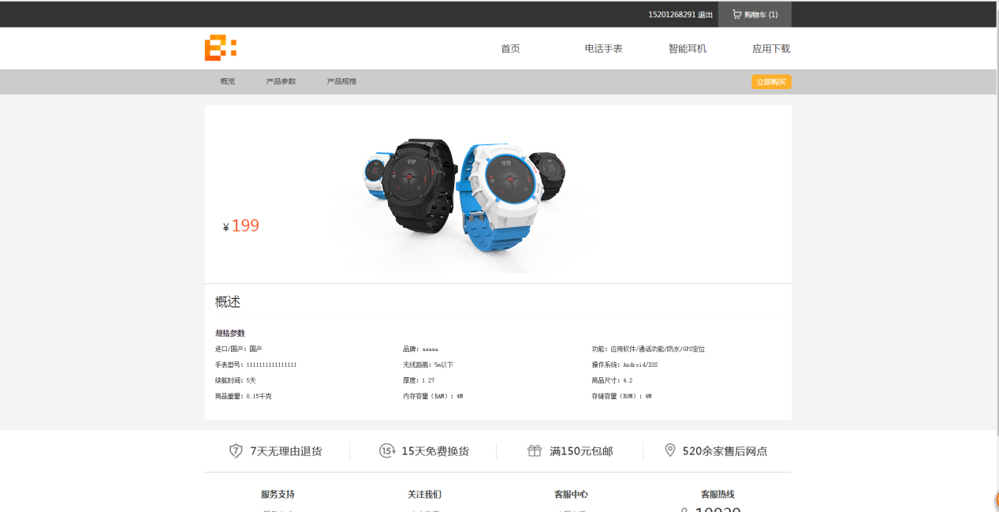 15201268291 退出 购物车 (1)
首页 电话手表 智能耳机 应用下载
概览 产品参数 产品规格 立即购买
¥ 199
概述
规格参数
进口/国产: 国产 品牌: aaaaa 功能: 应用软件/通话功能/防水/GPS定位
手表型号: 1111111111111111 无线距离: 5m以下 操作系统: Android/IOS
续航时间: 5天 厚度: 1.27 商品尺寸: 4.2
商品重量: 0.15千克 内存容量 (RAM) : 4M 存储容量 (ROM) : 4M
7 7天无理由退货 15 15天免费换货 满150元包邮 520余家售后网点
服务支持 关注我们 客服中心 客服热线